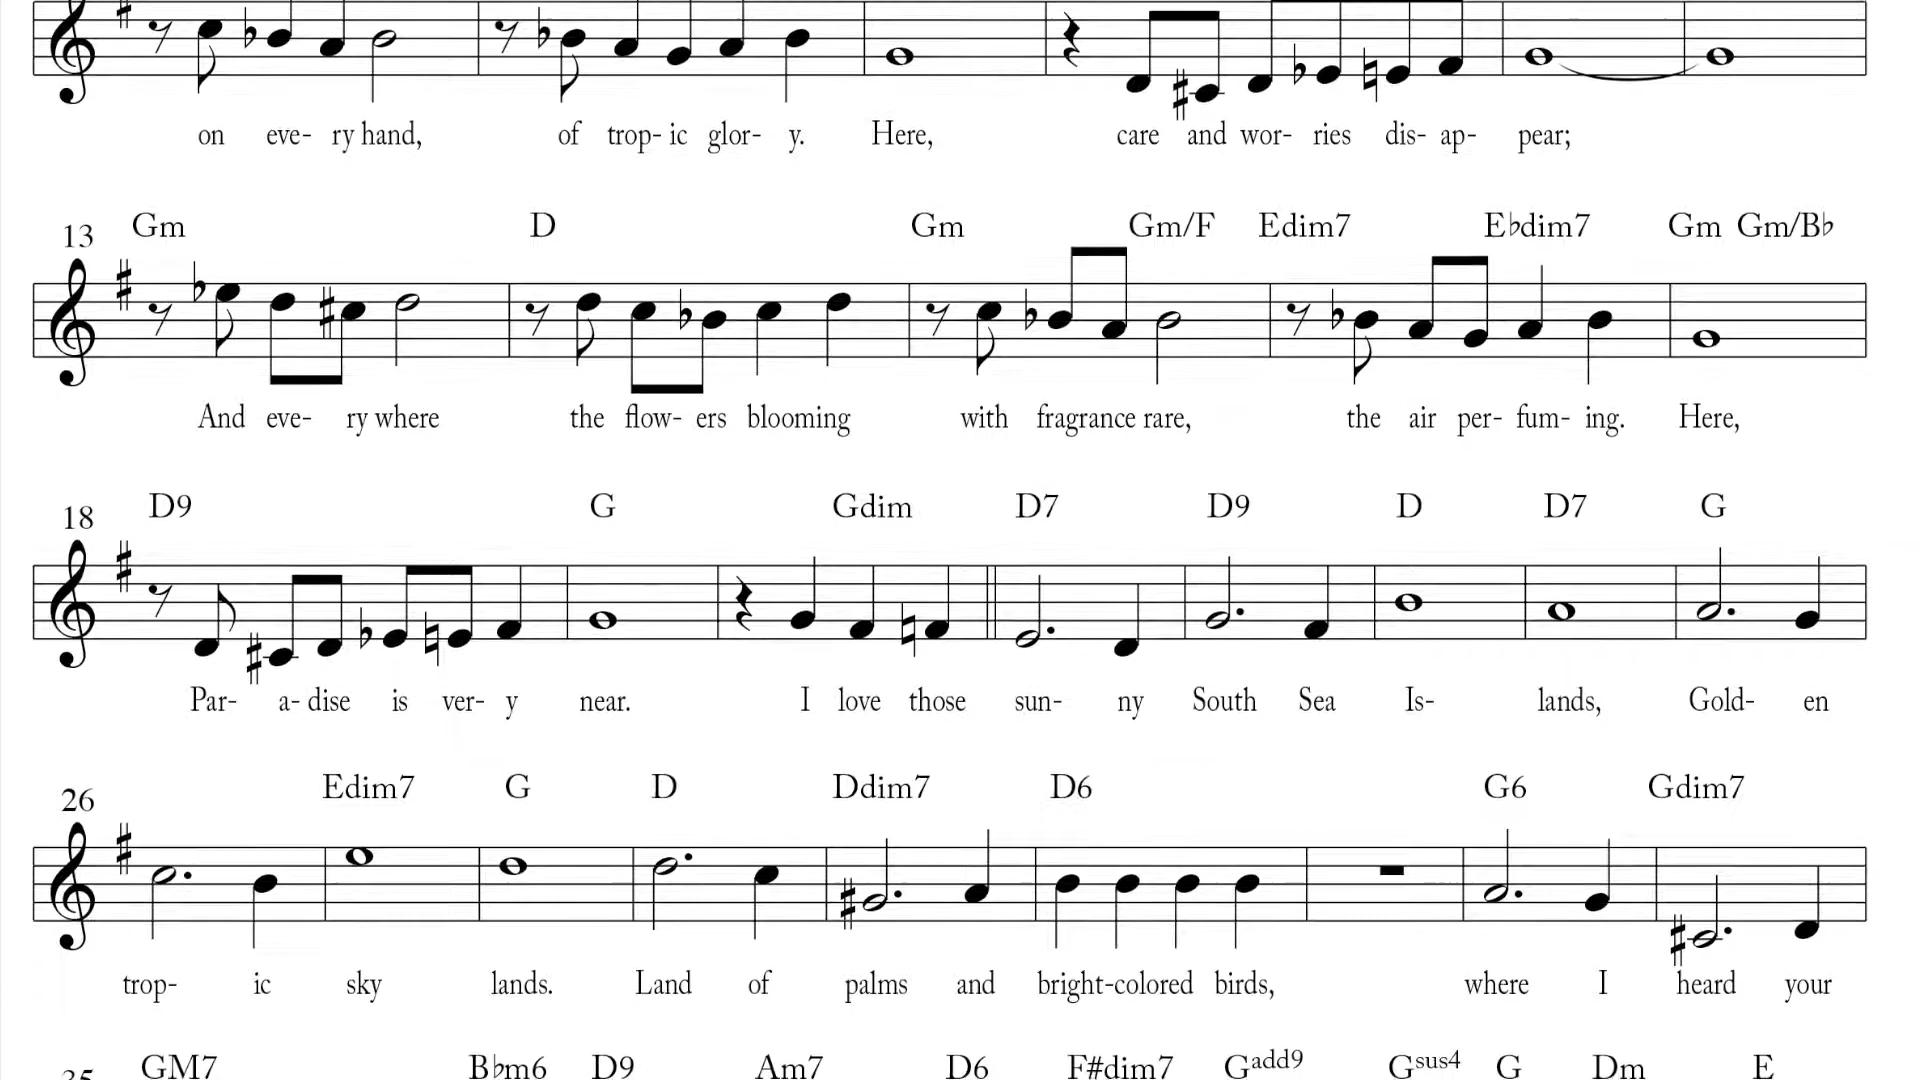 on eve- ry hand, of trop- ic glor- y. Here, care and wor- ries dis- ap- pear;
13 Gm D Gm Gm/F Edim7 E♭dim7 Gm Gm/B♭
And eve- ry where the flow- ers blooming with fragrance rare, the air per- fum- ing. Here,
18 D9 G Gdim D7 D9 D D7 G
Par- a- dise is ver- y near. I love those sun- ny South Sea Is- lands, Gold- en
26 Edim7 G D Ddim7 D6 G6 Gdim7
trop- ic sky lands. Land of palms and bright-colored birds, where I heard your
35 GM7 B♭m6 D9 Am7 D6 F#dim7 Gadd9 Gsus4 G Dm E